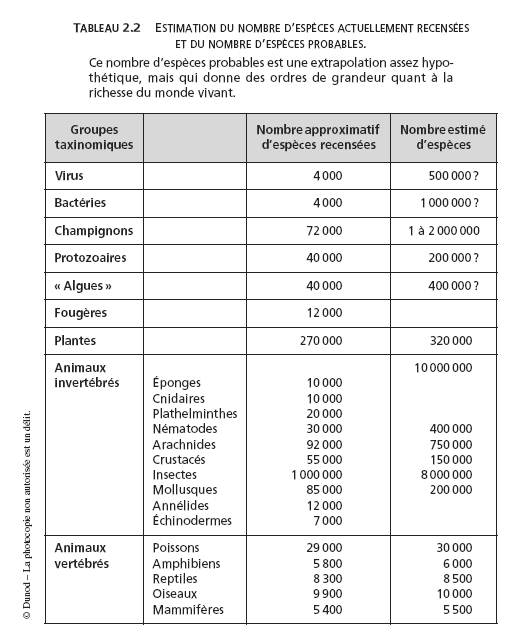 TABLEAU 2.2 ESTIMATION DU NOMBRE D'ESPÈCES ACTUELLEMENT RECENSÉES
ET DU NOMBRE D'ESPÈCES PROBABLES.
Ce nombre d'espèces probables est une extrapolation assez hypo-
thétique, mais qui donne des ordres de grandeur quant à la
richesse du monde vivant.
Groupes taxinomiques Nombre approximatif d'espèces recensées Nombre estimé d'espèces
Virus 4 000 500 000 ?
Bactéries 4 000 1 000 000 ?
Champignons 72 000 1 à 2 000 000
Protozoaires 40 000 200 000 ?
« Algues » 40 000 400 000 ?
Fougères 12 000
Plantes 270 000 320 000
Animaux 10 000 000
invertébrés Éponges 10 000
Cnidaires 10 000
Plathelminthes 20 000
Nématodes 30 000 400 000
Arachnides 92 000 750 000
Crustacés 55 000 150 000
Insectes 1 000 000 8 000 000
Mollusques 85 000 200 000
Annélides 12 000
Échinodermes 7 000
Animaux Poissons 29 000 30 000
vertébrés Amphibiens 5 800 6 000
Reptiles 8 300 8 500
Oiseaux 9 900 10 000
Mammifères 5 400 5 500
© Dunod – La photocopie non autorisée est un délit.